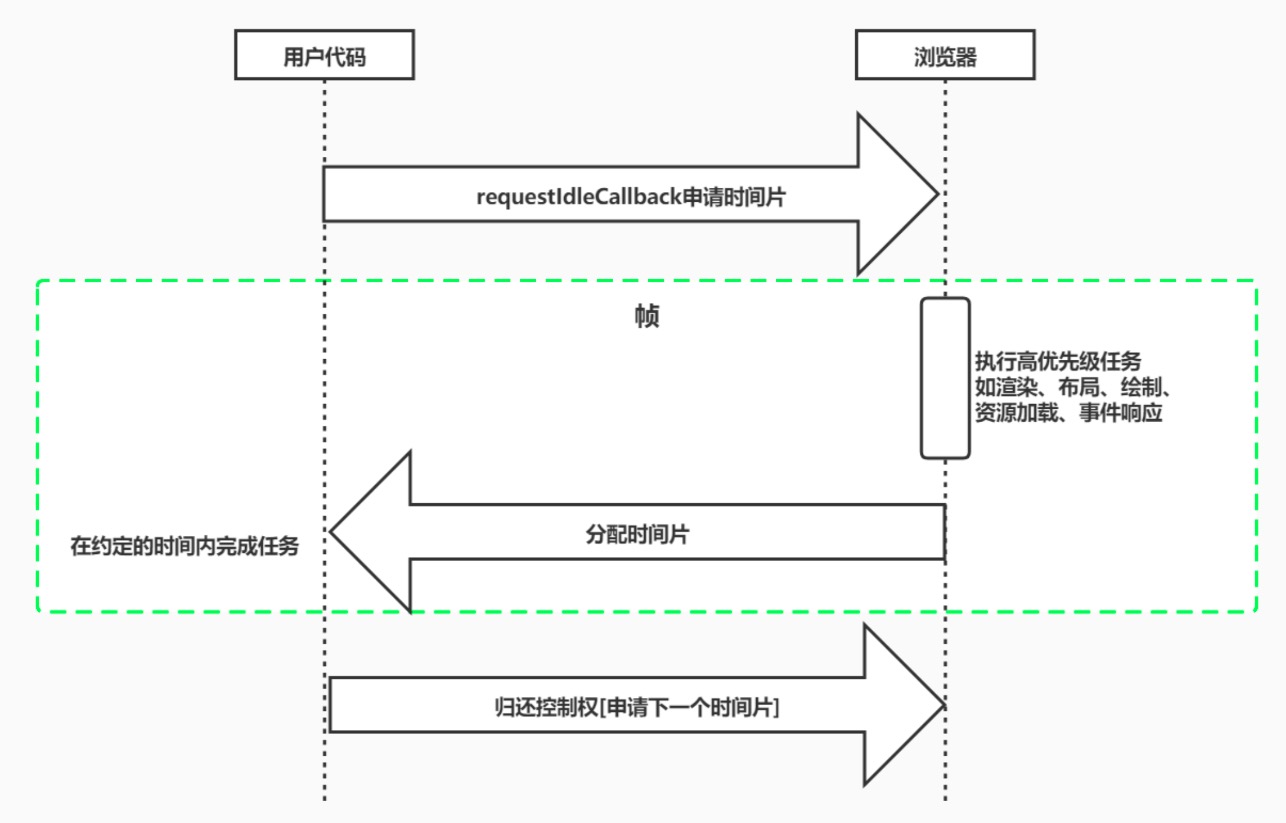 用户代码
浏览器
requestIdleCallback申请时间片
帧
执行高优先级任务
如渲染、布局、绘制、
资源加载、事件响应
分配时间片
在约定的时间内完成任务
归还控制权[申请下一个时间片]